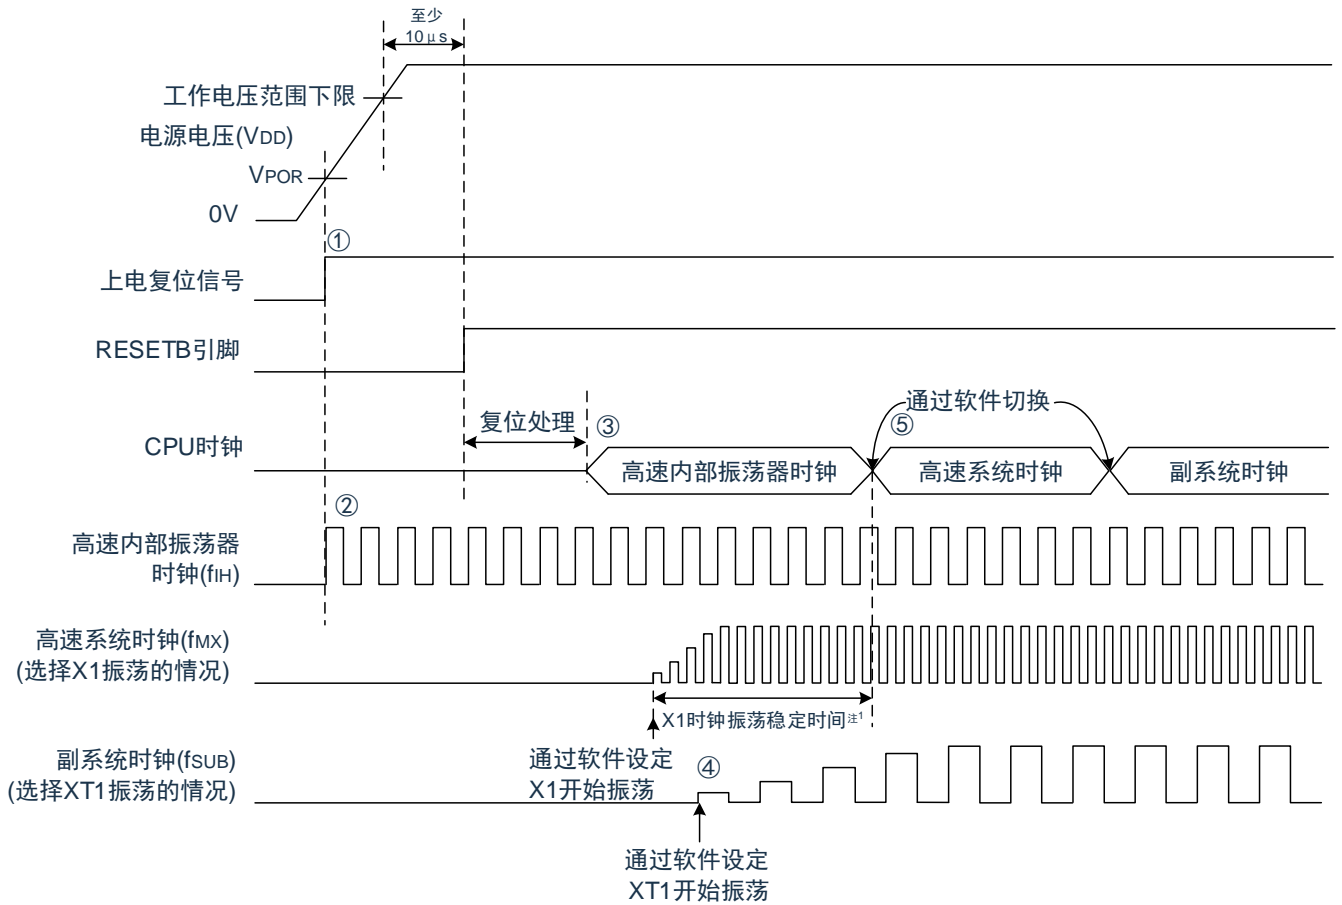 至少
10μs
工作电压范围下限
电源电压(VDD)
VPOR
0V
①
上电复位信号
RESETB引脚
复位处理
③
通过软件切换
⑤
CPU时钟
高速内部振荡器时钟
高速系统时钟
副系统时钟
②
高速内部振荡器
时钟(fIH)
高速系统时钟(fMX)
(选择X1振荡的情况)
X1时钟振荡稳定时间注1
副系统时钟(fSUB)
(选择XT1振荡的情况)
通过软件设定
X1开始振荡
④
通过软件设定
XT1开始振荡